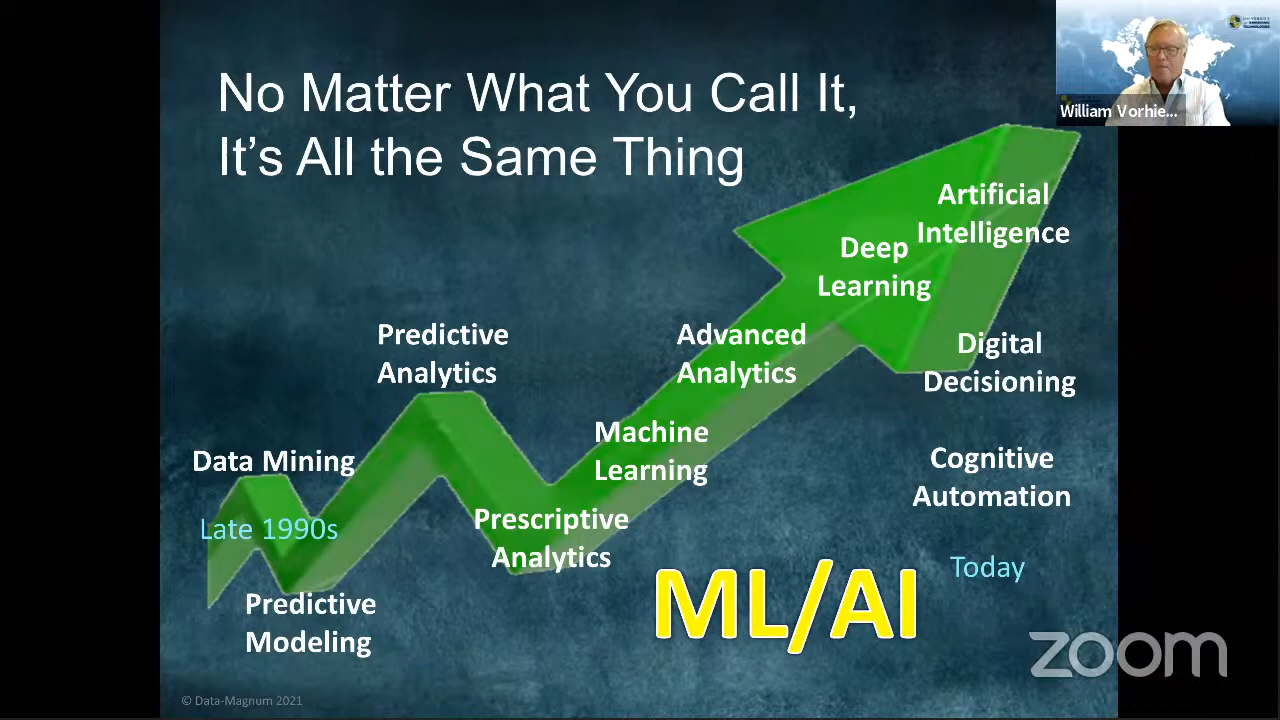 No Matter What You Call It,
It's All the Same Thing
William Vorhie...
Artificial
Intelligence
Deep
Learning
Predictive
Analytics
Advanced
Analytics
Digital
Decisioning
Machine
Learning
Data Mining
Cognitive
Automation
Late 1990s
Prescriptive
Analytics
Today
ML/AI
Predictive
Modeling
zoom
© Data-Magnum 2021